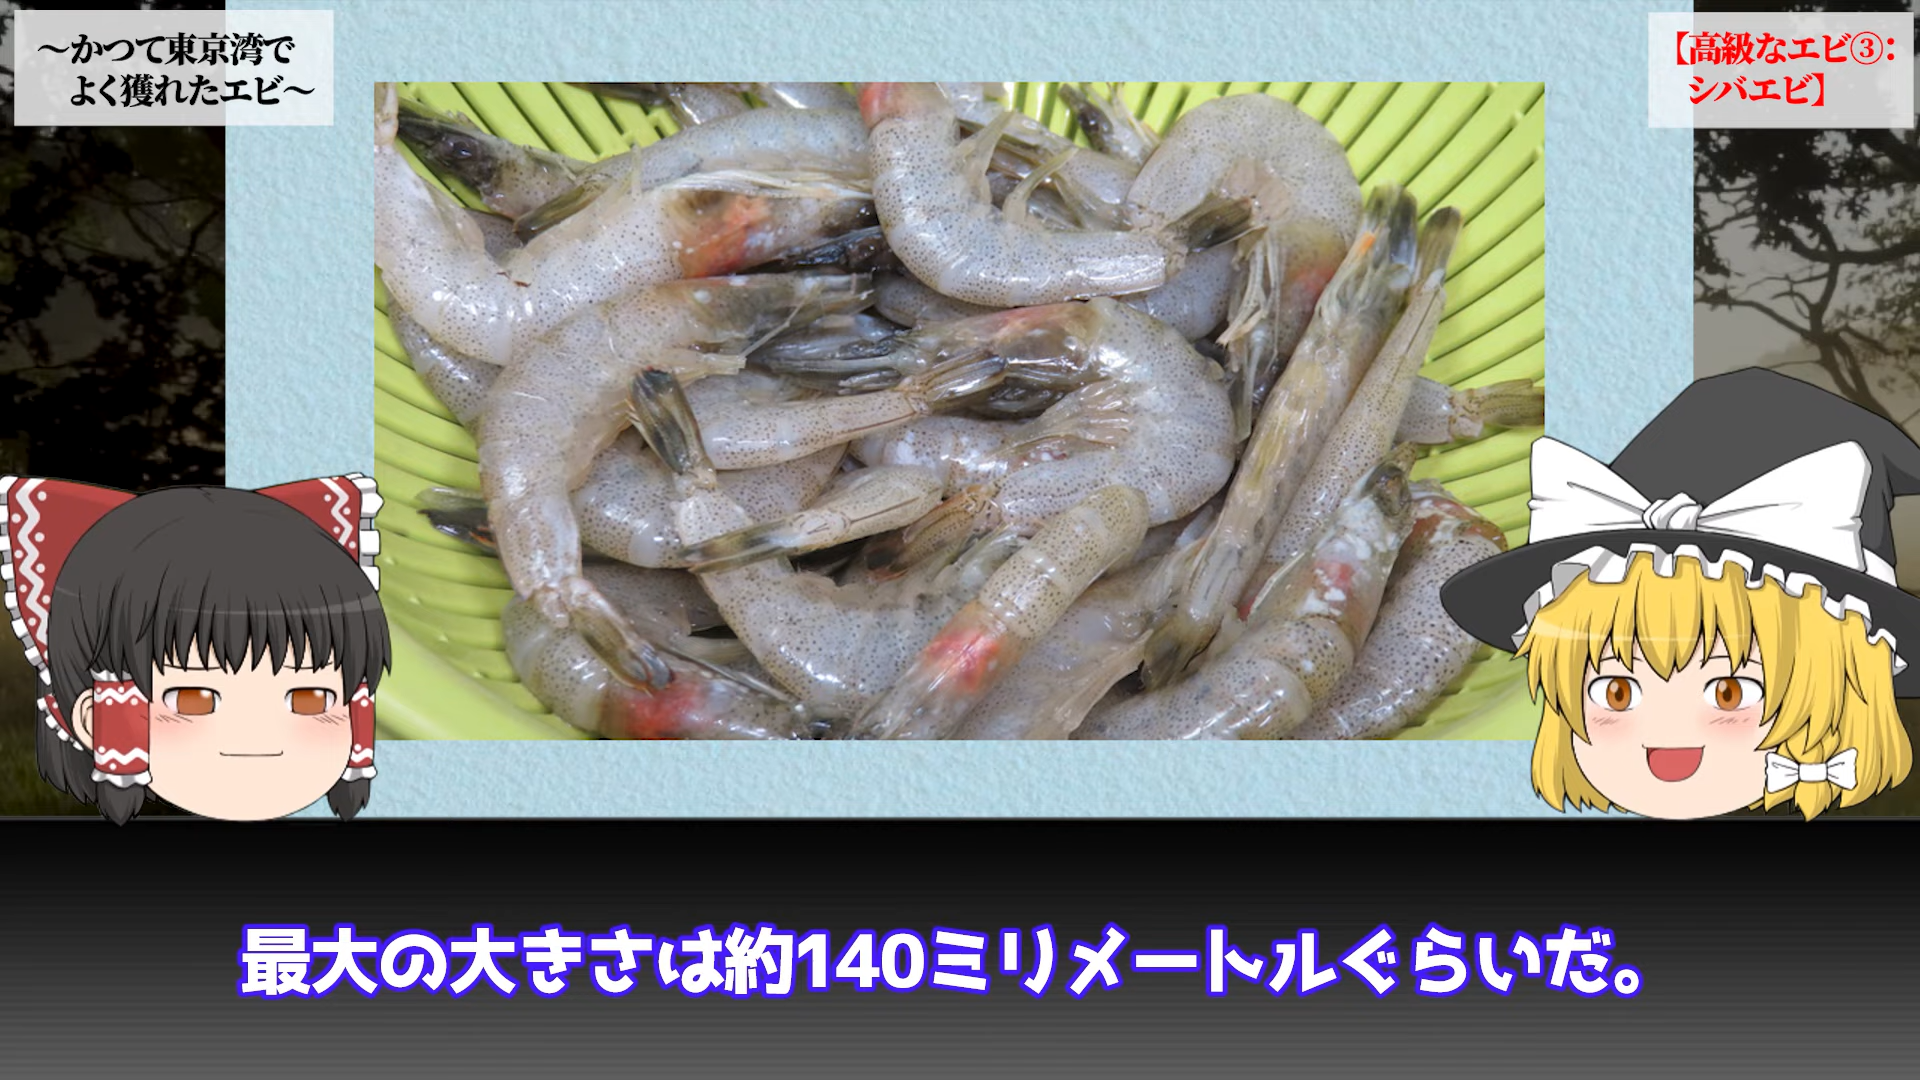 ～かつて東京湾で
よく獲れたエビ～
【高級なエビ③：
シバエビ】
最大の大きさは約140ミリメートルぐらいだ。